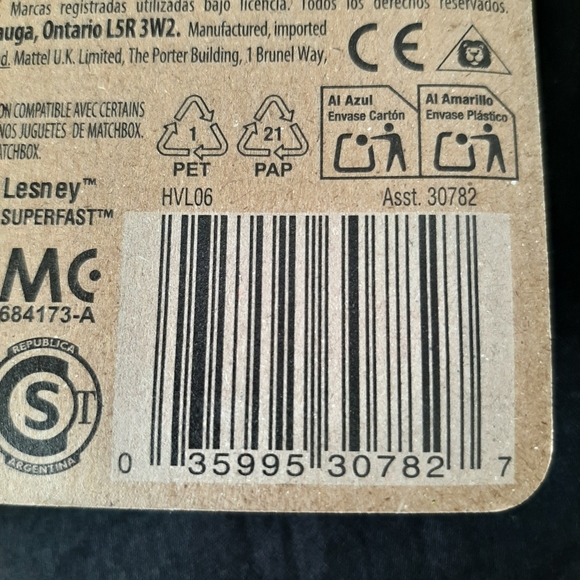 Marcas registradas utilizadas bajo licencia. Todos los derechos reservados.
auga, Ontario L5R 3W2. Manufactured, imported
d. Mattel U.K. Limited, The Porter Building, 1 Brunel Way,
CE
ON COMPATIBLE AVEC CERTAINS
NOS JUGUETES DE MATCHBOX.
ATCHBOX.
1
PET
21
PAP
Al Azul
Envase Cartón
Al Amarillo
Envase Plástico
Lesney™
SUPERFAST™
HVL06
Asst. 30782
MC
684173-A
REPUBLICA
S T
ARGENTINA
0 35995 30782 7